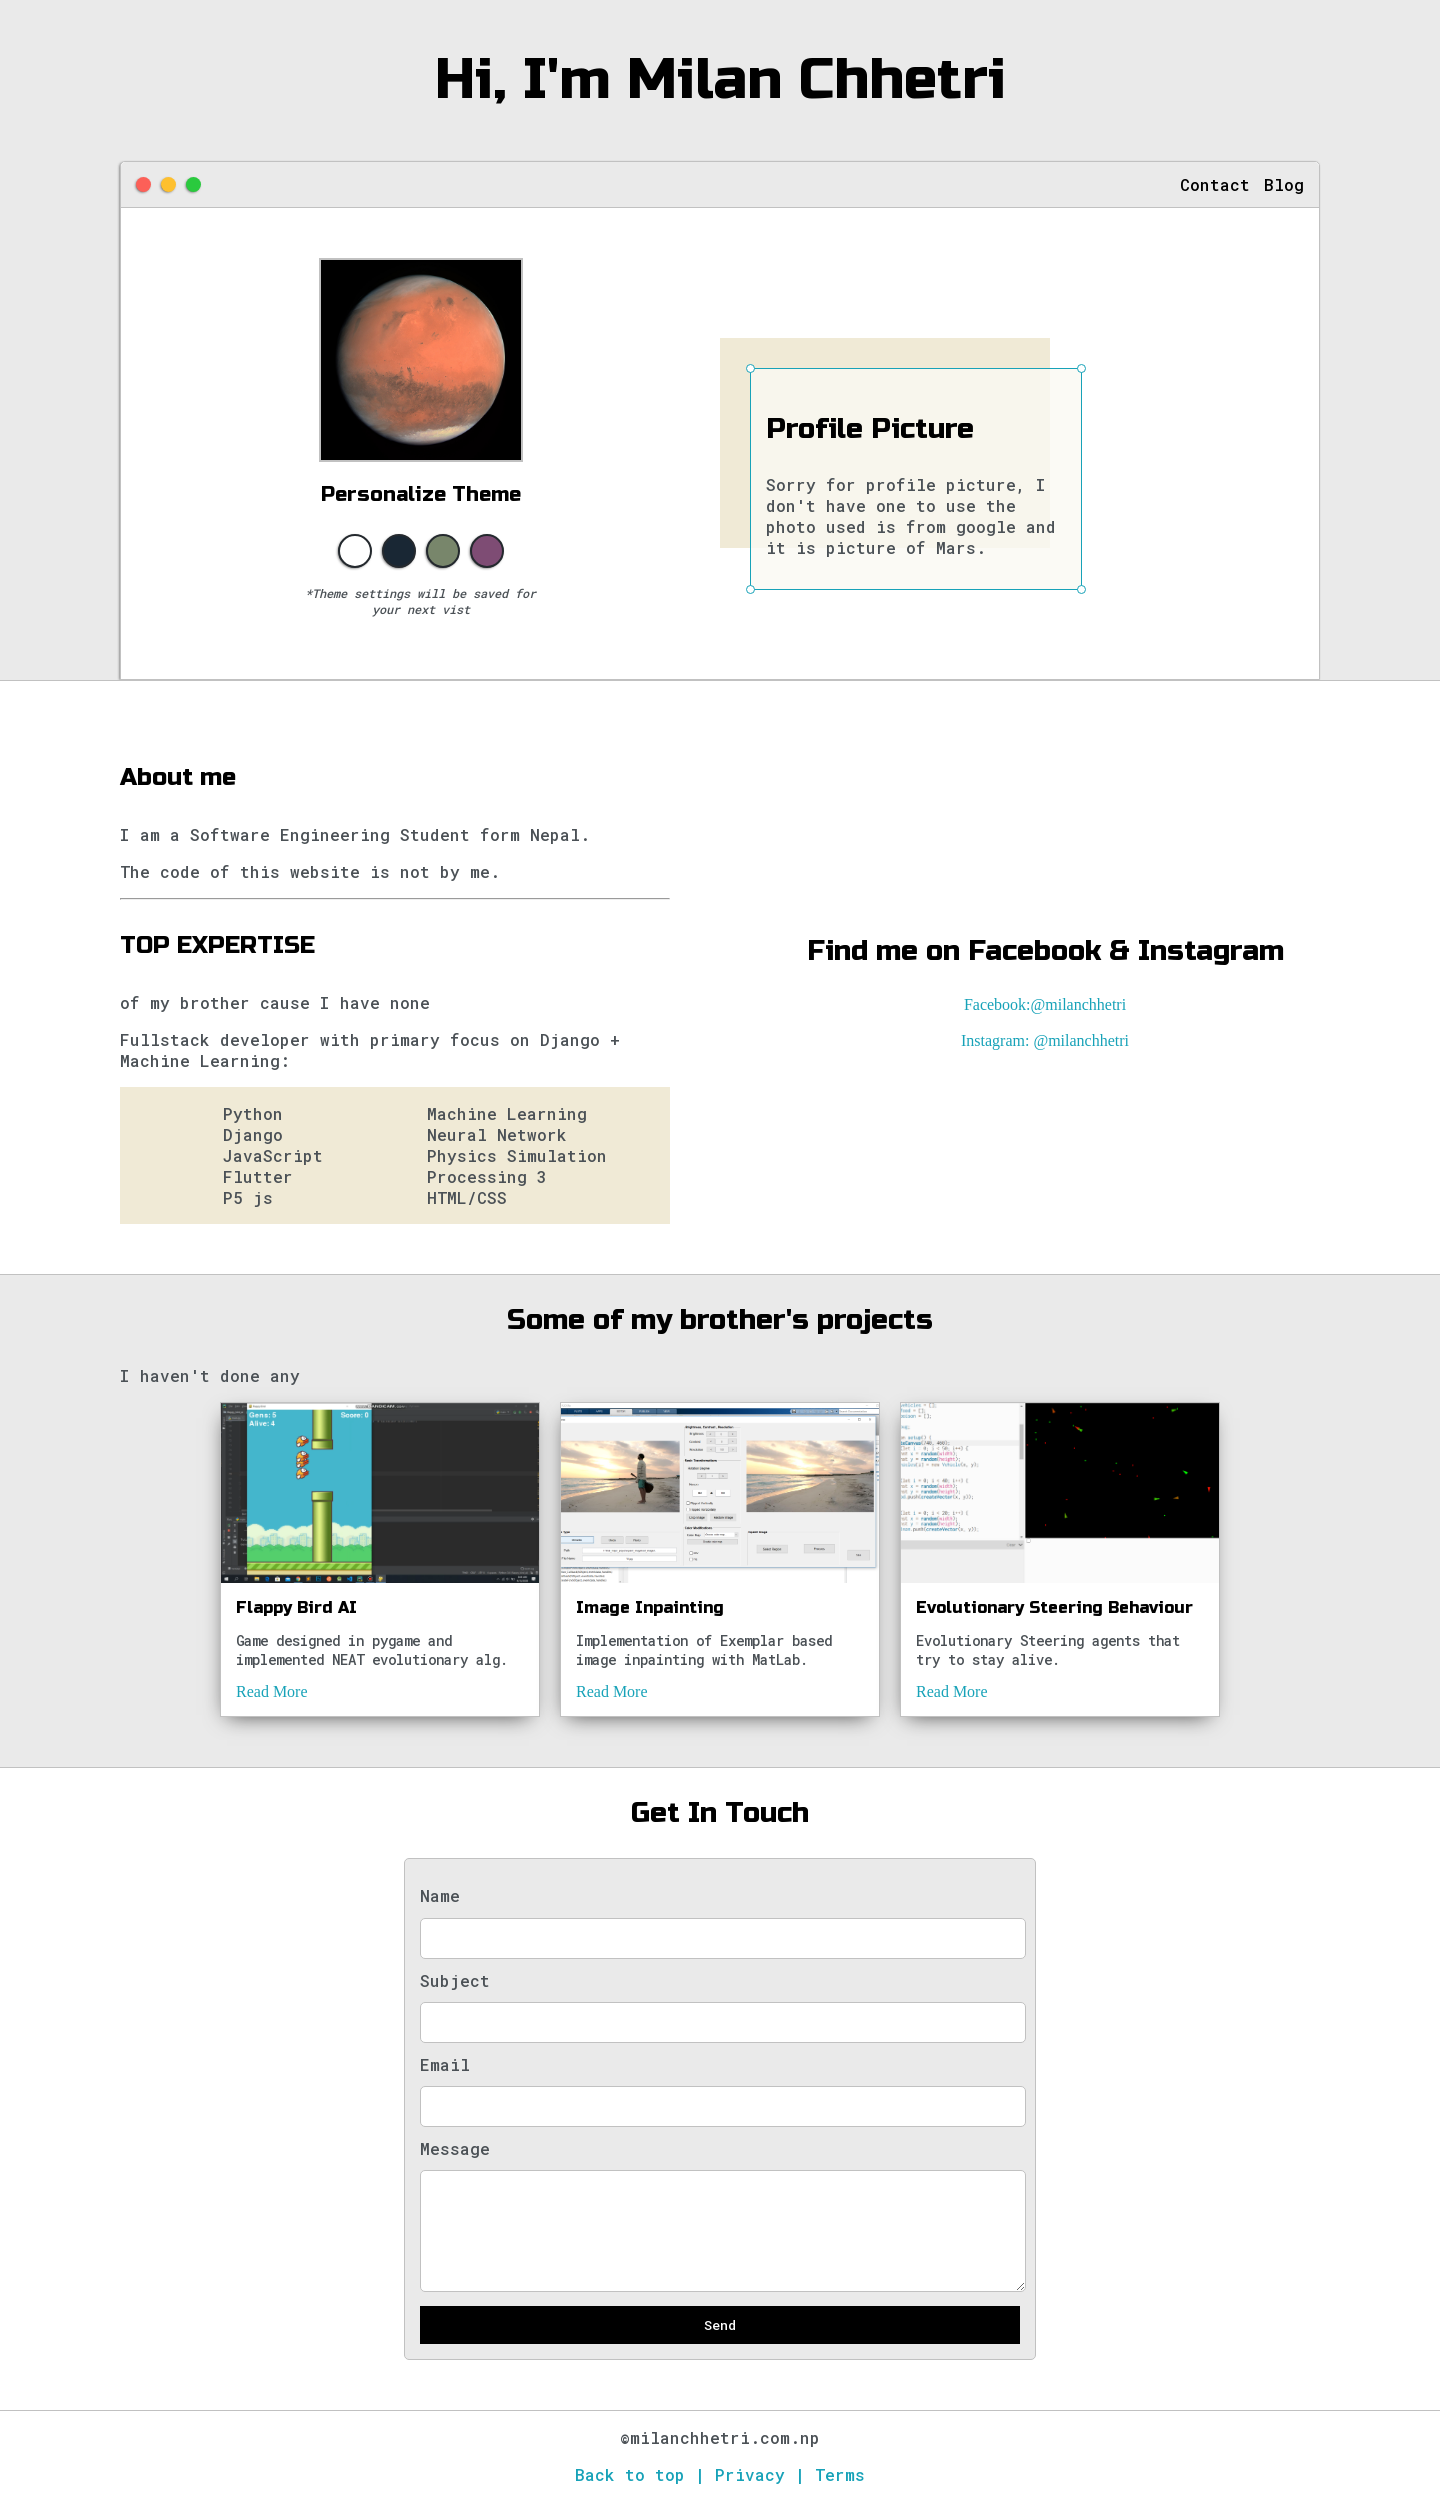 Hi, I'm Milan Chhetri
Contact Blog
Personalize Theme
*Theme settings will be saved for
your next vist
Profile Picture
Sorry for profile picture, I
don't have one to use the
photo used is from google and
it is picture of Mars.
About me
I am a Software Engineering Student form Nepal.
The code of this website is not by me.
TOP EXPERTISE
of my brother cause I have none
Fullstack developer with primary focus on Django +
Machine Learning:
Python
Django
JavaScript
Flutter
P5 js
Machine Learning
Neural Network
Physics Simulation
Processing 3
HTML/CSS
Find me on Facebook & Instagram
Facebook:@milanchhetri
Instagram: @milanchhetri
Some of my brother's projects
I haven't done any
Gens: 5
Alive: 4
Score: 0
Flappy Bird AI
Game designed in pygame and
implemented NEAT evolutionary alg.
Read More
Image Inpainting
Implementation of Exemplar based
image inpainting with MatLab.
Read More
Evolutionary Steering Behaviour
Evolutionary Steering agents that
try to stay alive.
Read More
Get In Touch
Name
Subject
Email
Message
Send
©milanchhetri.com.np
Back to top | Privacy | Terms